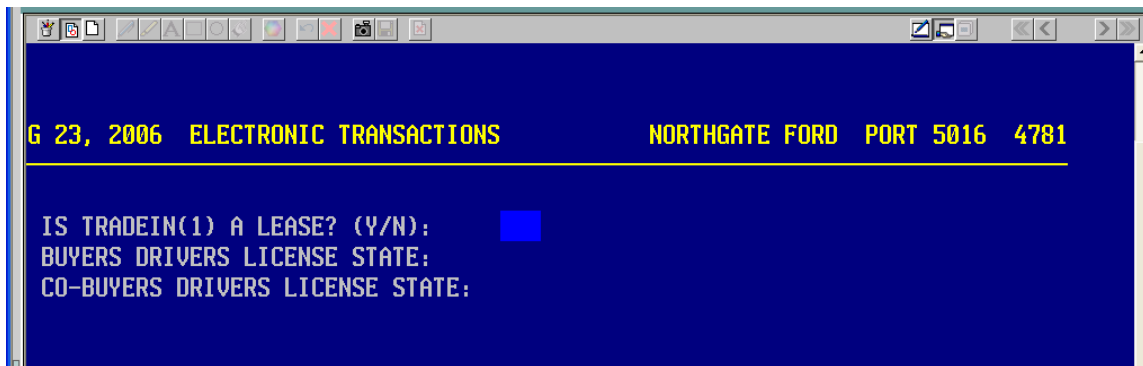 G 23, 2006 ELECTRONIC TRANSACTIONS NORTHGATE FORD PORT 5016 4781
IS TRADEIN(1) A LEASE? (Y/N):
BUYERS DRIVERS LICENSE STATE:
CO-BUYERS DRIVERS LICENSE STATE: